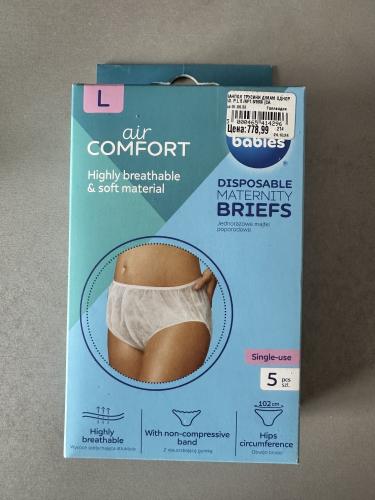 L
Цена:778,99
air
COMFORT
Highly breathable
& soft material
babies
DISPOSABLE
MATERNITY
BRIEFS
Jednorazowe majtki
poporodowe
Single-use
5 pcs
szt.
102 cm
Highly
breathable
With non-compressive
band
Hips
circumference